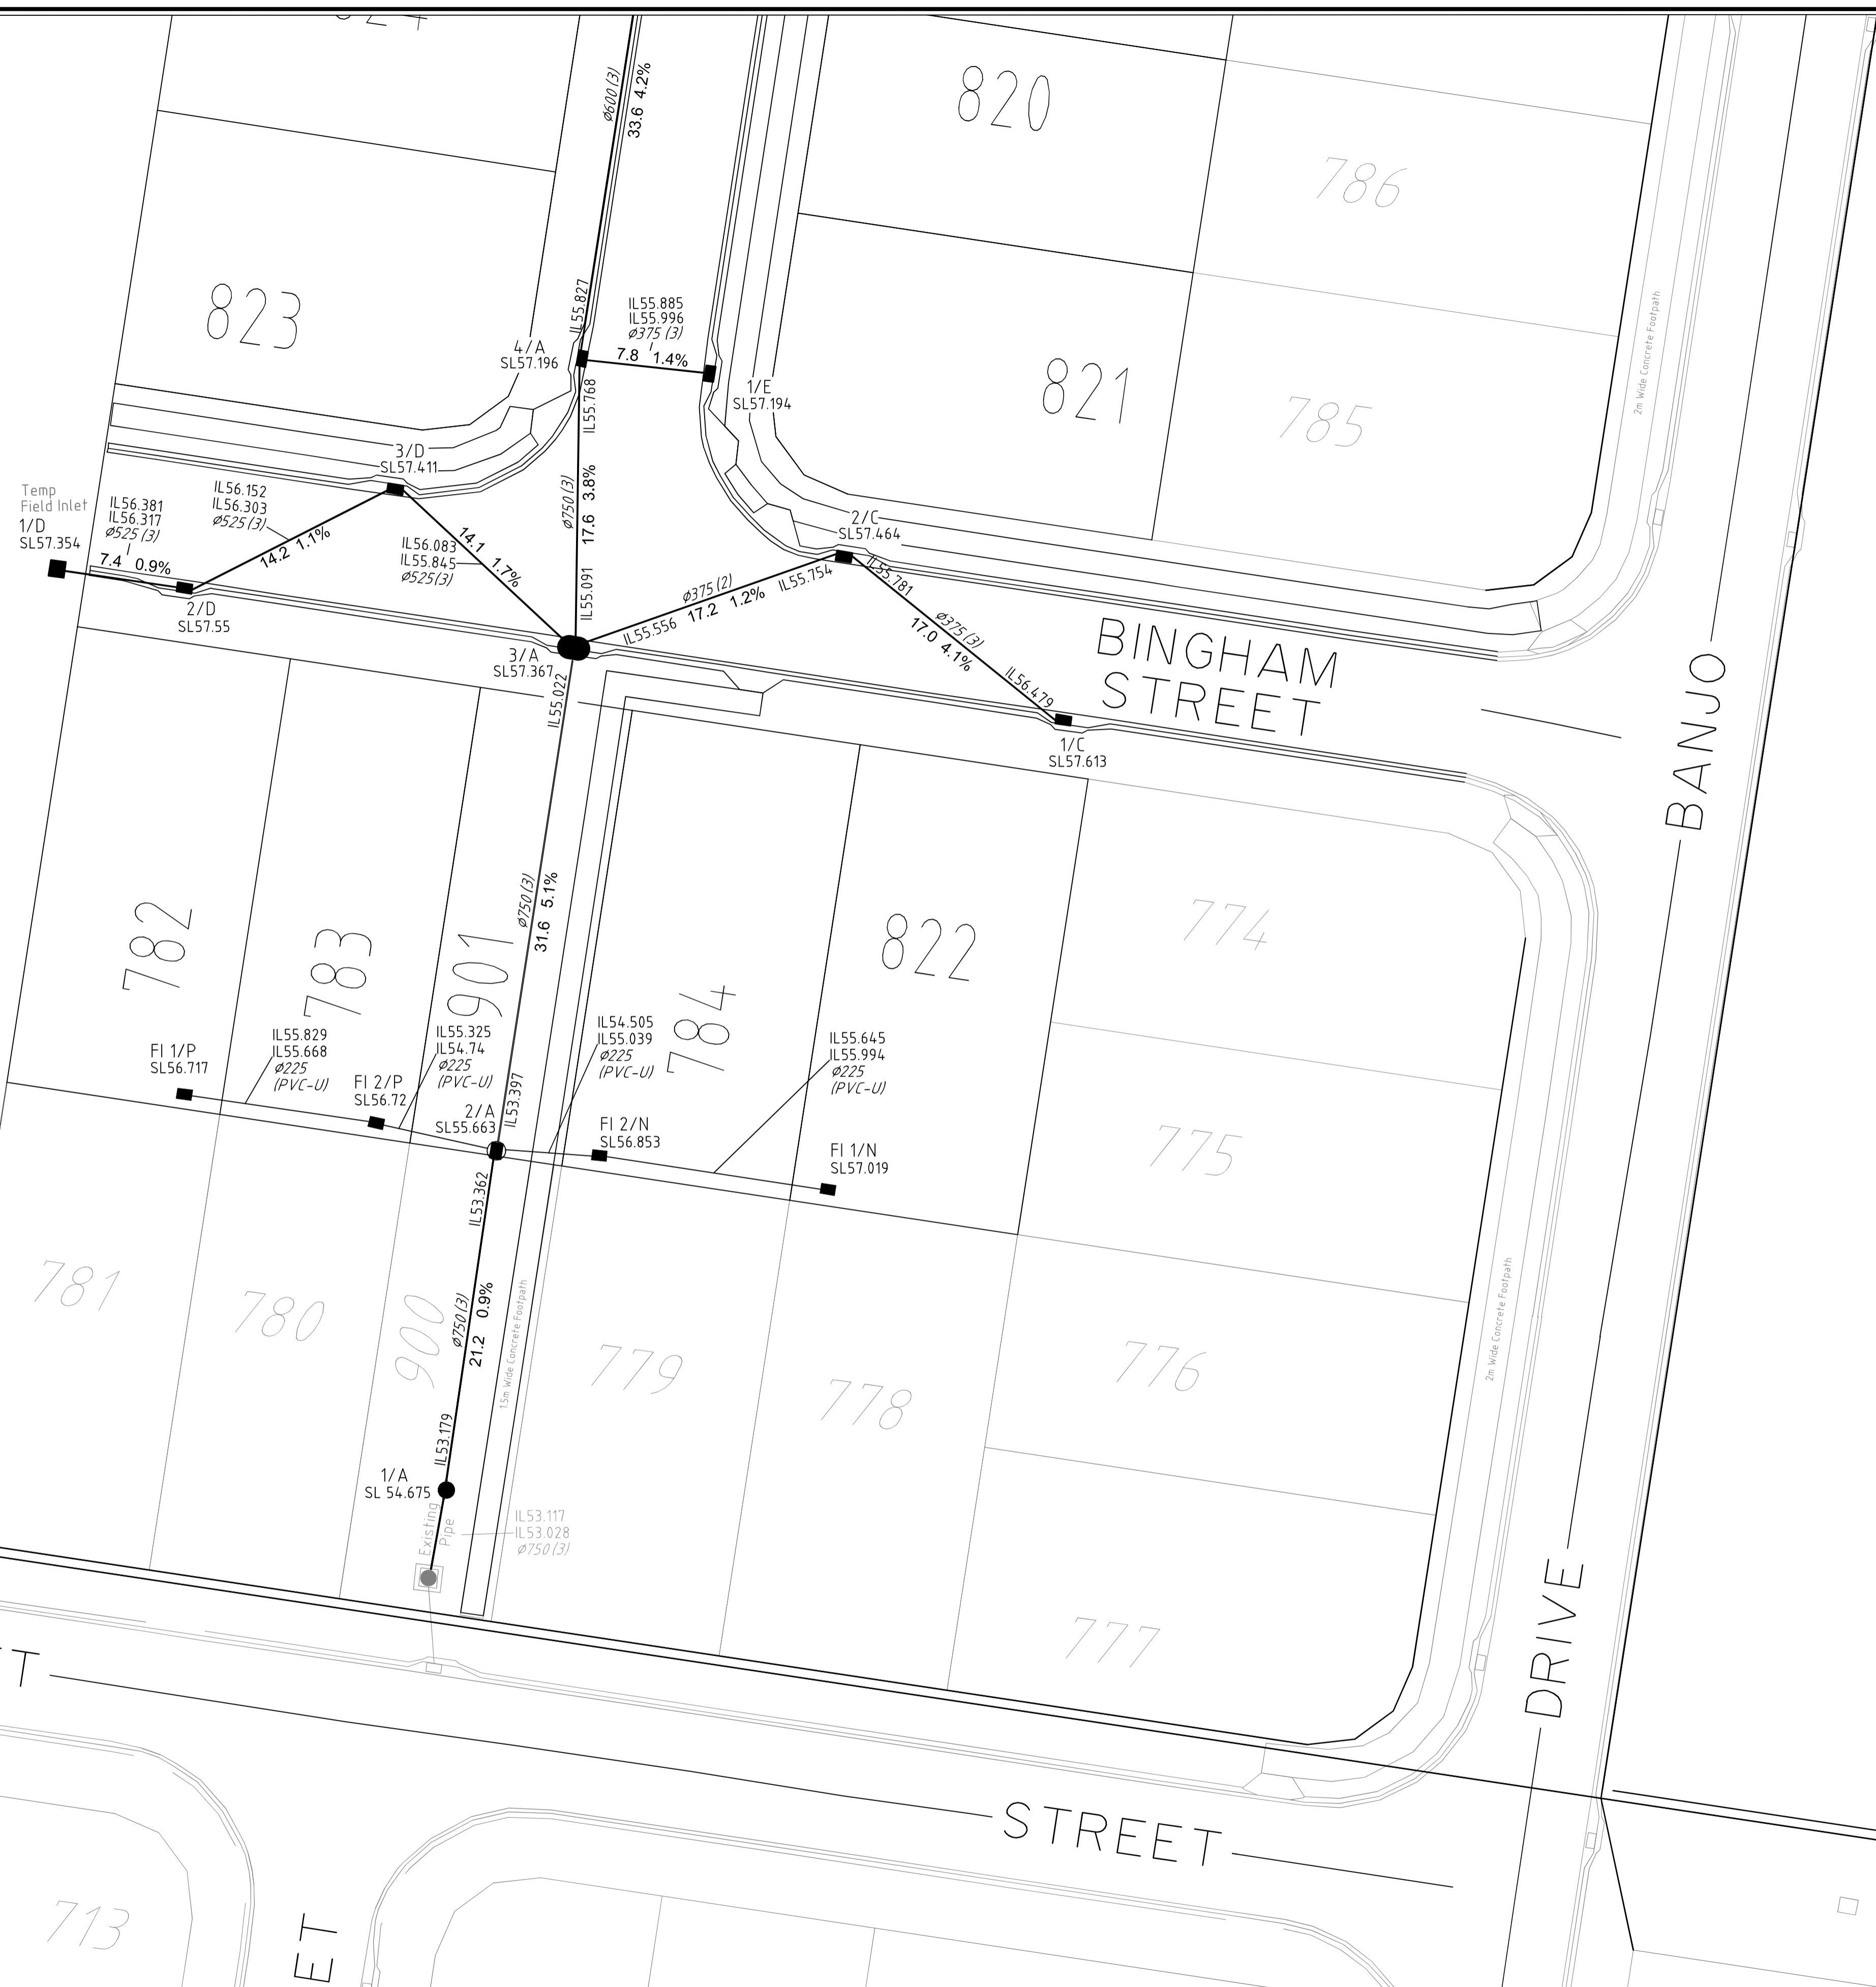 820
786
ø600(3)
33.6 4.2%
823
821
785
2m Wide Concrete Footpath
IL55.827
IL55.885
IL55.996
ø375 (3)
7.8 1.4%
4/A
SL57.196
1/E
SL57.194
IL55.768
ø750(3)
17.6 3.8%
IL55.091
3/D
SL57.411
Temp
Field Inlet
1/D
SL57.354
IL56.381
IL56.317
ø525(3)
7.4 0.9%
IL56.152
IL56.303
ø525(3)
14.2 1.1%
2/D
SL57.55
IL56.083
IL55.845
ø525(3)
14.1 1.7%
2/C
SL57.464
ø375(2)
IL55.556 17.2 1.2% IL55.754
IL55.781
ø375(3)
17.0 4.1%
IL56.479
1/C
SL57.613
BINGHAM
STREET
BANJO
3/A
SL57.367
IL55.022
ø750(3)
31.6 5.1%
IL53.397
782
783
901
784
822
774
775
776
777
FI 1/P
SL56.717
IL55.829
IL55.668
ø225
(PVC-U)
FI 2/P
SL56.72
IL55.325
IL54.74
ø225
(PVC-U)
2/A
SL55.663
IL54.505
IL55.039
ø225
(PVC-U)
FI 2/N
SL56.853
IL55.645
IL55.994
ø225
(PVC-U)
FI 1/N
SL57.019
IL53.362
ø750(3)
21.2 0.9%
IL53.179
781
780
900
779
778
1.5m Wide Concrete Footpath
2m Wide Concrete Footpath
1/A
SL 54.675
Existing
Pipe
IL53.117
IL53.028
ø750(3)
DRIVE
STREET
713
ET